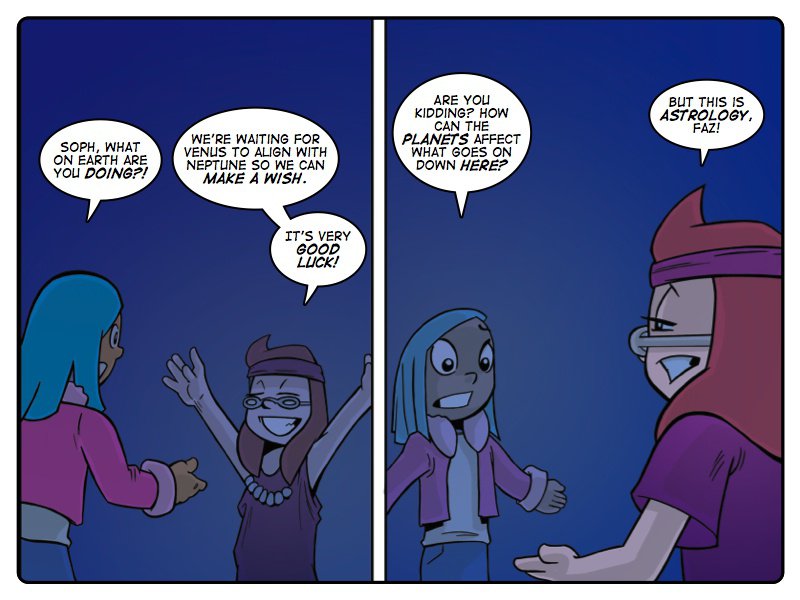 SOPH, WHAT
ON EARTH ARE
YOU DOING?!
WE'RE WAITING FOR
VENUS TO ALIGN WITH
NEPTUNE SO WE CAN
MAKE A WISH.
IT'S VERY
GOOD
LUCK!
ARE YOU
KIDDING? HOW
CAN THE
PLANETS AFFECT
WHAT GOES ON
DOWN HERE?
BUT THIS IS
ASTROLOGY,
FAZ!